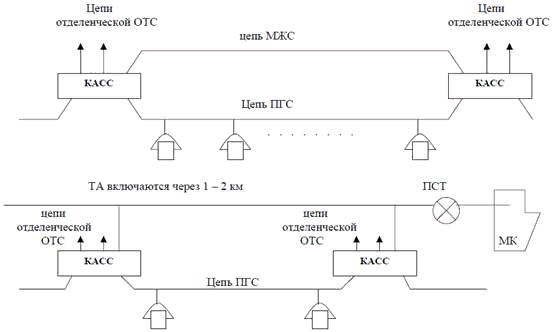 Цепи
отделенческой ОТС
Цепи
отделенческой ОТС
цепь МЖС
КАСС
КАСС
Цепь ПГС
ТА включаются через 1 – 2 км
ПСТ
цепи
отделенческой
ОТС
цепи
отделенческой
ОТС
МК
КАСС
КАСС
Цепь ПГС